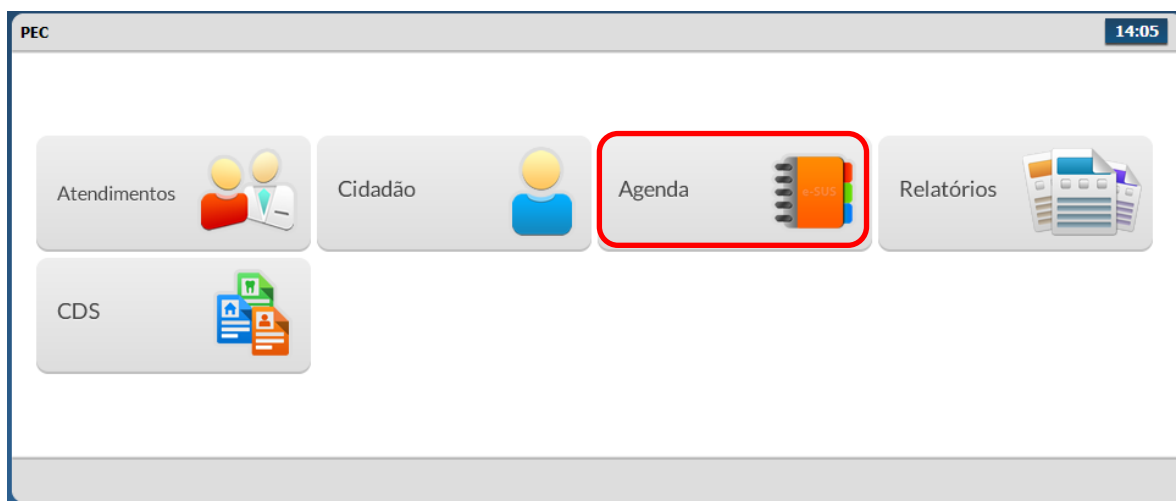 PEC
14:05
Atendimentos
Cidadão
Agenda
e-SUS
Relatórios
CDS